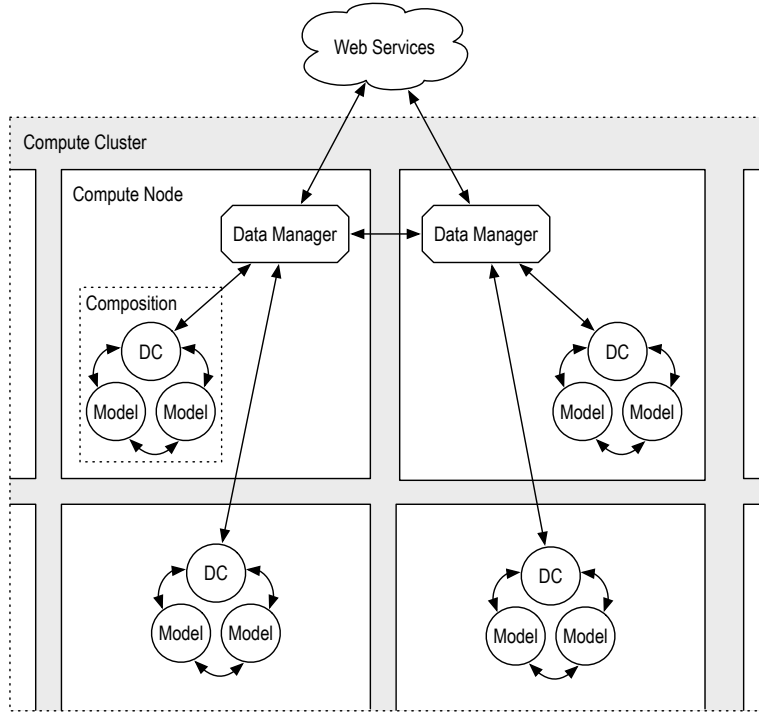 Web Services
Compute Cluster
Compute Node
Data Manager
Data Manager
Composition
DC
Model
Model
DC
Model
Model
DC
Model
Model
DC
Model
Model